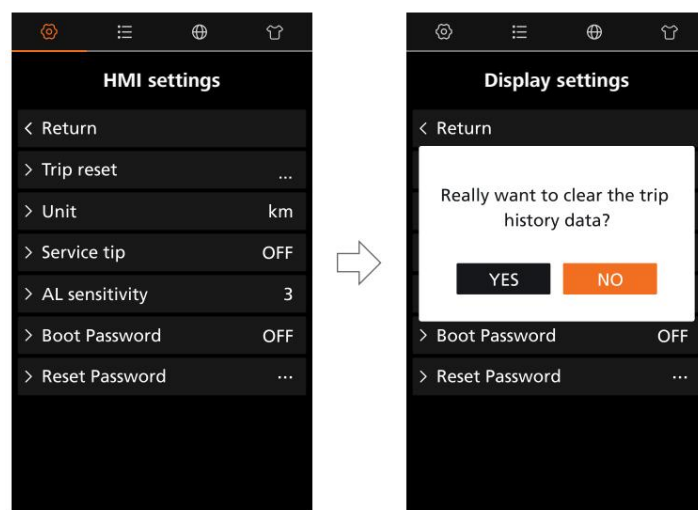 HMI settings
Return
Trip reset ...
Unit km
Service tip OFF
AL sensitivity 3
Boot Password OFF
Reset Password ...
Display settings
Return
Really want to clear the trip
history data?
YES NO
Boot Password OFF
Reset Password ...